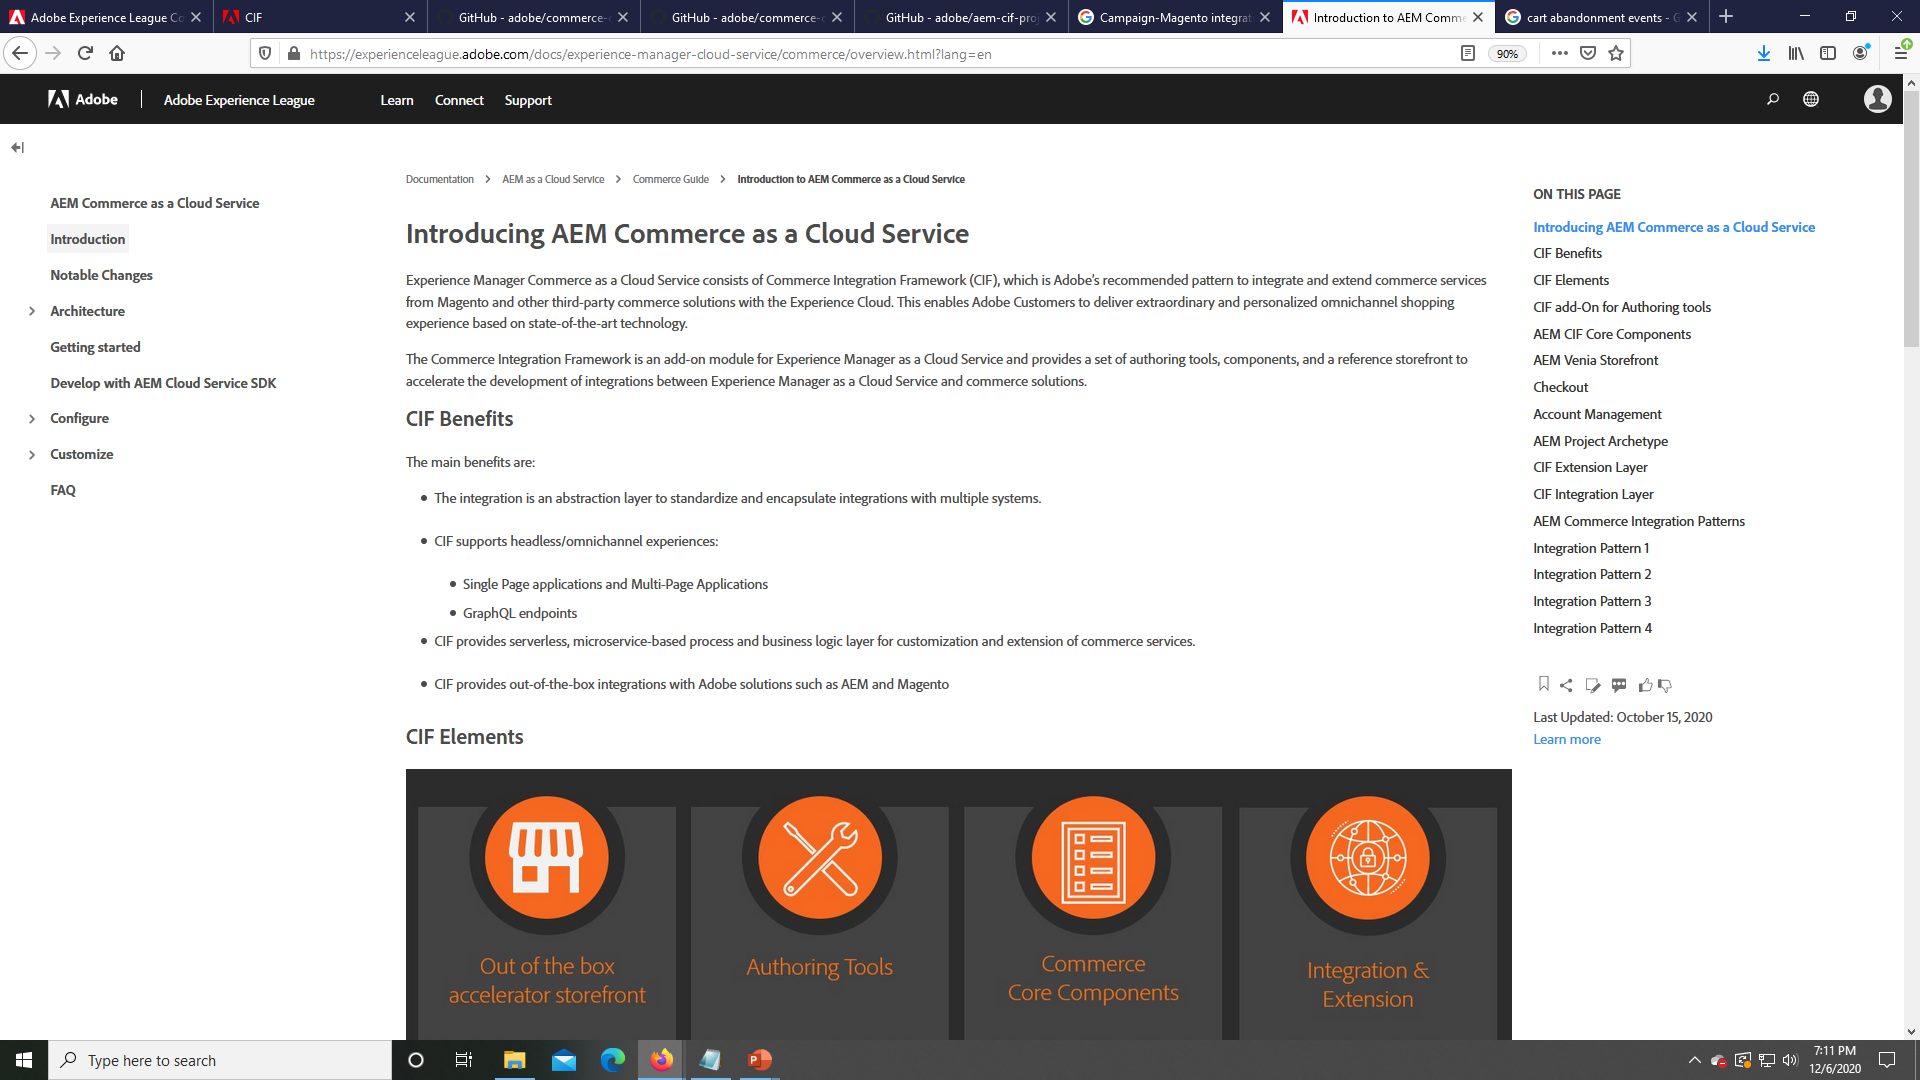 Adobe Experience League Co
CIF
GitHub - adobe/commerce-
GitHub - adobe/commerce-
GitHub - adobe/aem-cif-proj
Campaign-Magento integrat
Introduction to AEM Comme
cart abandonment events - G
https://experienceleague.adobe.com/docs/experience-manager-cloud-service/commerce/overview.html?lang=en
90%
Adobe
Adobe Experience League
Learn
Connect
Support
Documentation > AEM as a Cloud Service > Commerce Guide > Introduction to AEM Commerce as a Cloud Service
AEM Commerce as a Cloud Service
Introduction
Notable Changes
Architecture
Getting started
Develop with AEM Cloud Service SDK
Configure
Customize
FAQ
Introducing AEM Commerce as a Cloud Service
Experience Manager Commerce as a Cloud Service consists of Commerce Integration Framework (CIF), which is Adobe's recommended pattern to integrate and extend commerce services
from Magento and other third-party commerce solutions with the Experience Cloud. This enables Adobe Customers to deliver extraordinary and personalized omnichannel shopping
experience based on state-of-the-art technology.
The Commerce Integration Framework is an add-on module for Experience Manager as a Cloud Service and provides a set of authoring tools, components, and a reference storefront to
accelerate the development of integrations between Experience Manager as a Cloud Service and commerce solutions.
CIF Benefits
The main benefits are:
• The integration is an abstraction layer to standardize and encapsulate integrations with multiple systems.
• CIF supports headless/omnichannel experiences:
• Single Page applications and Multi-Page Applications
• GraphQL endpoints
• CIF provides serverless, microservice-based process and business logic layer for customization and extension of commerce services.
• CIF provides out-of-the-box integrations with Adobe solutions such as AEM and Magento
CIF Elements
Out of the box
accelerator storefront
Authoring Tools
Commerce
Core Components
Integration &
Extension
ON THIS PAGE
Introducing AEM Commerce as a Cloud Service
CIF Benefits
CIF Elements
CIF add-On for Authoring tools
AEM CIF Core Components
AEM Venia Storefront
Checkout
Account Management
AEM Project Archetype
CIF Extension Layer
CIF Integration Layer
AEM Commerce Integration Patterns
Integration Pattern 1
Integration Pattern 2
Integration Pattern 3
Integration Pattern 4
Last Updated: October 15, 2020
Learn more
Type here to search
7:11 PM
12/6/2020